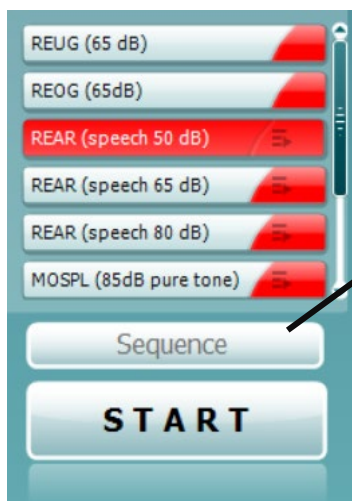 REUG (65 dB)
REOG (65dB)
REAR (speech 50 dB)
REAR (speech 65 dB)
REAR (speech 80 dB)
MOSPL (85dB pure tone)
Sequence
START